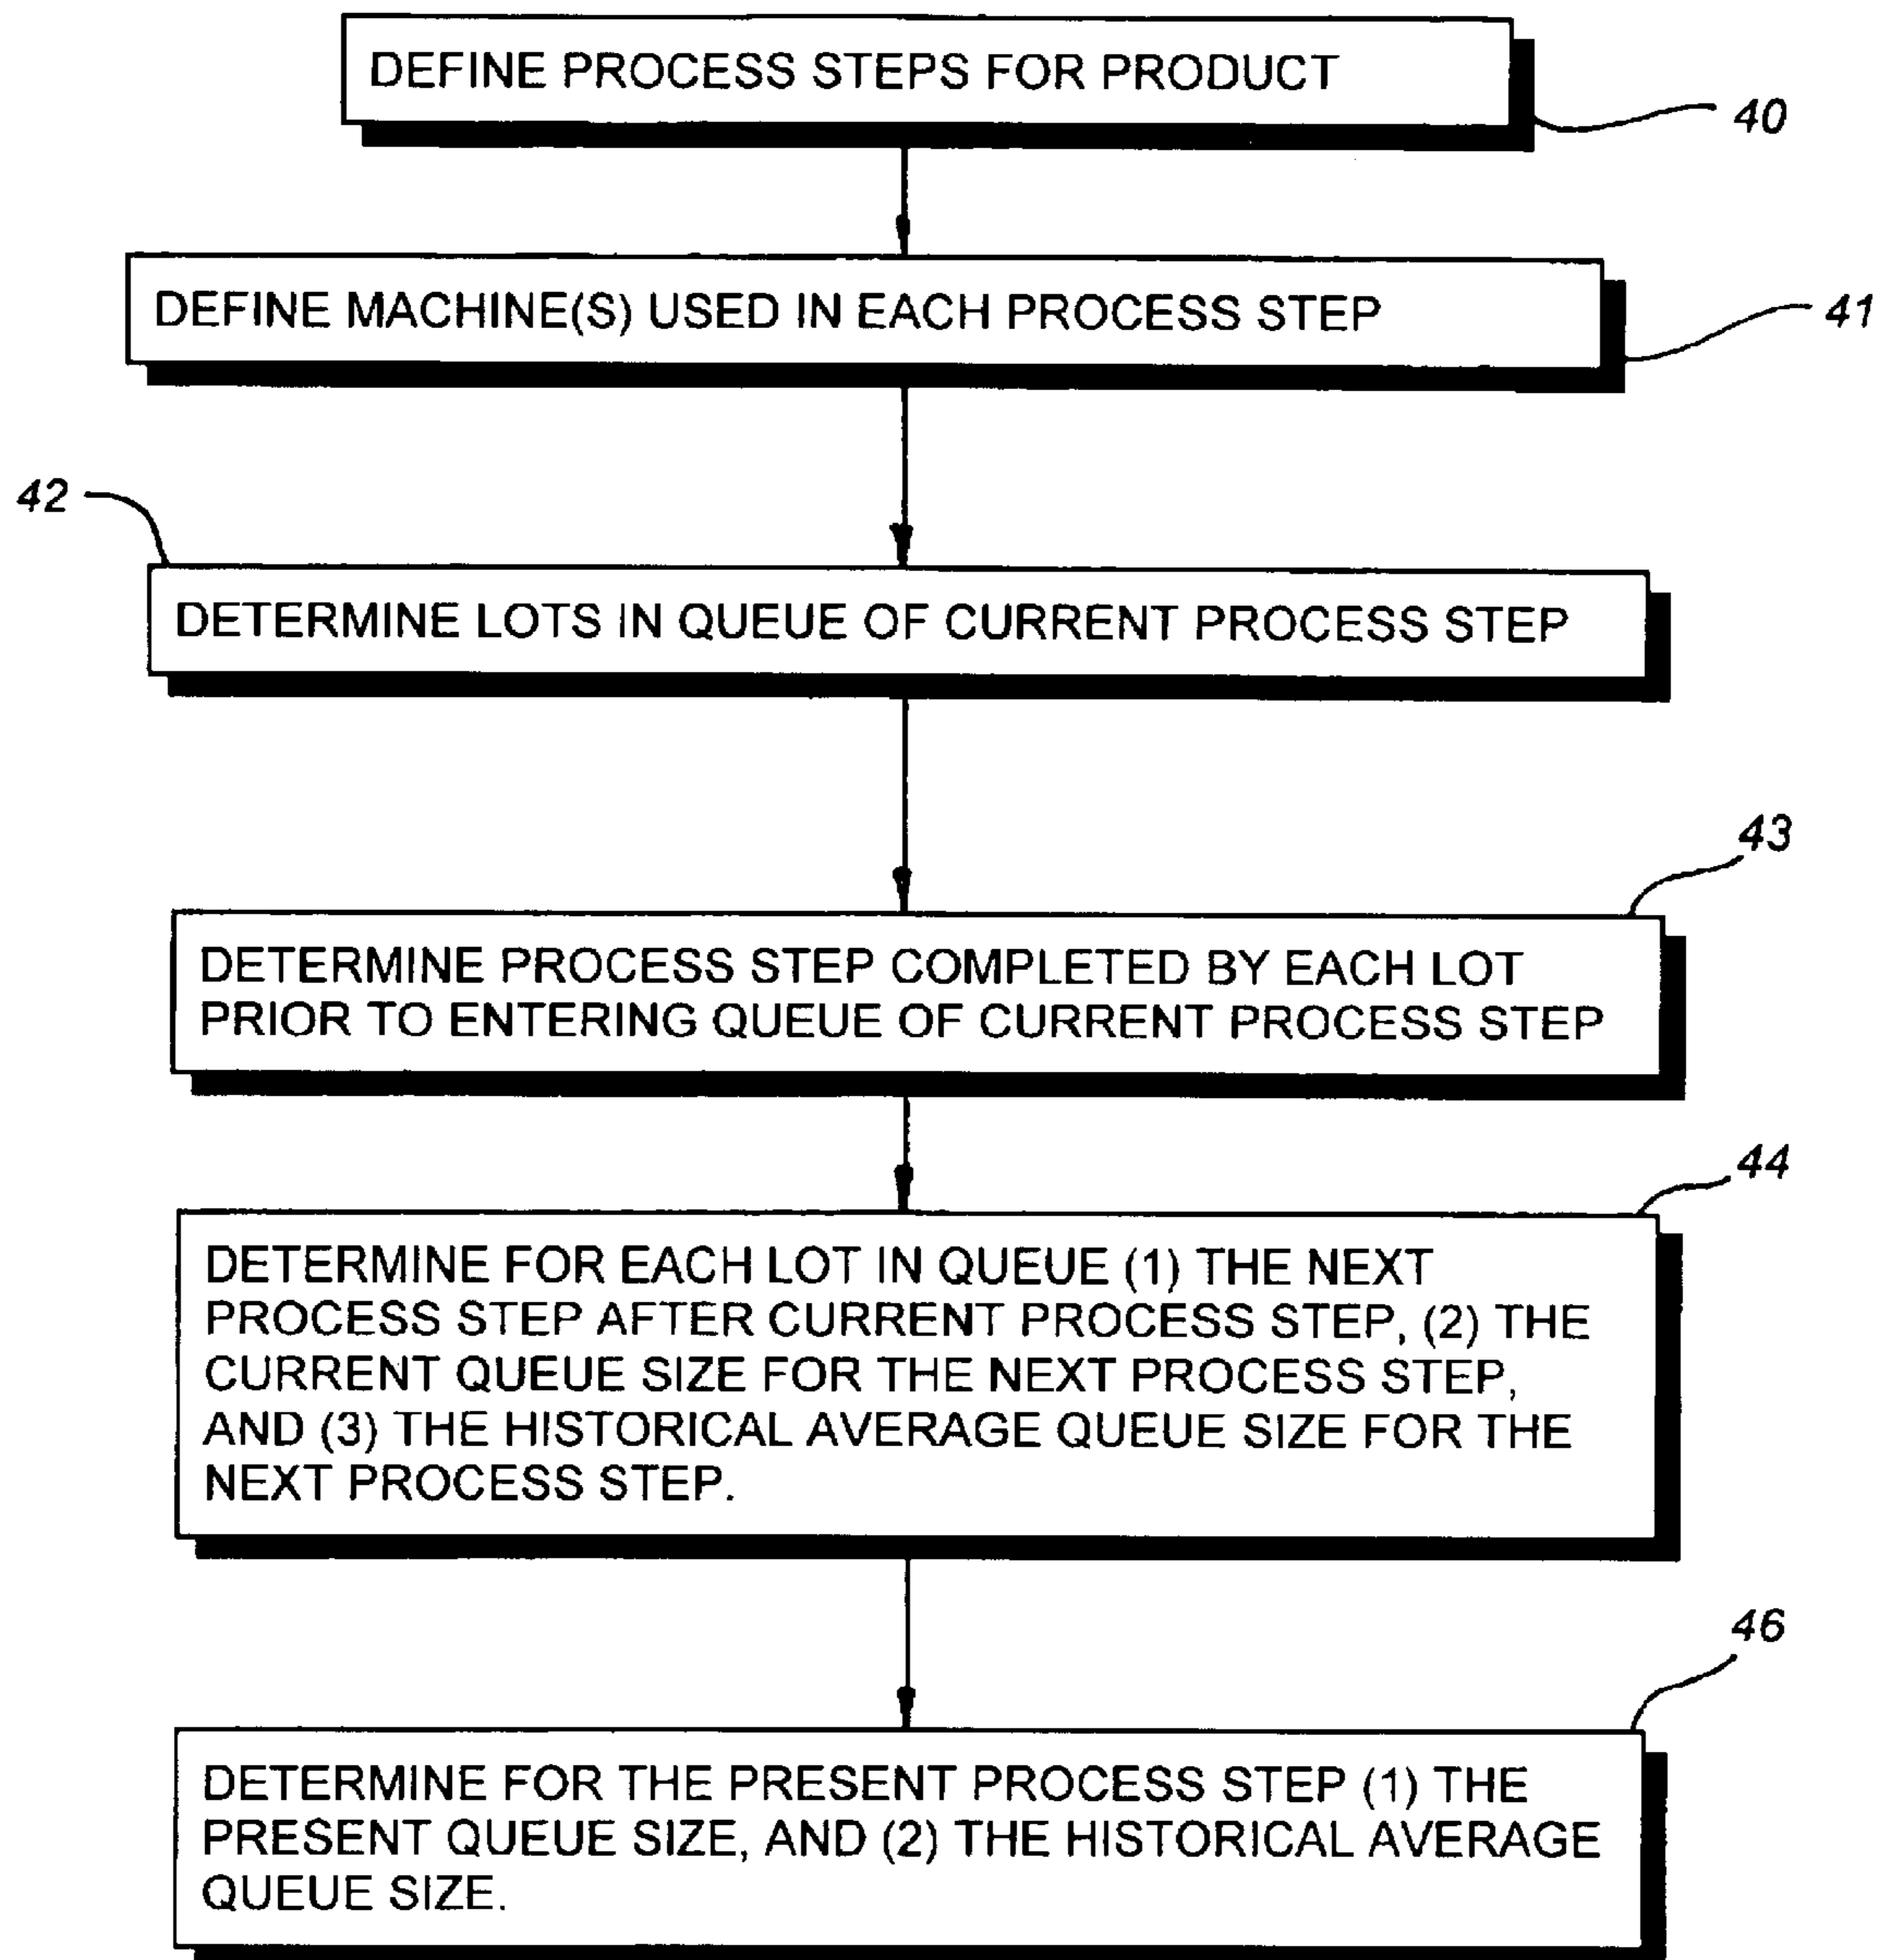 DEFINE PROCESS STEPS FOR PRODUCT
40
DEFINE MACHINE(S) USED IN EACH PROCESS STEP
41
42
DETERMINE LOTS IN QUEUE OF CURRENT PROCESS STEP
43
DETERMINE PROCESS STEP COMPLETED BY EACH LOT
PRIOR TO ENTERING QUEUE OF CURRENT PROCESS STEP
44
DETERMINE FOR EACH LOT IN QUEUE (1) THE NEXT
PROCESS STEP AFTER CURRENT PROCESS STEP, (2) THE
CURRENT QUEUE SIZE FOR THE NEXT PROCESS STEP,
AND (3) THE HISTORICAL AVERAGE QUEUE SIZE FOR THE
NEXT PROCESS STEP.
46
DETERMINE FOR THE PRESENT PROCESS STEP (1) THE
PRESENT QUEUE SIZE, AND (2) THE HISTORICAL AVERAGE
QUEUE SIZE.